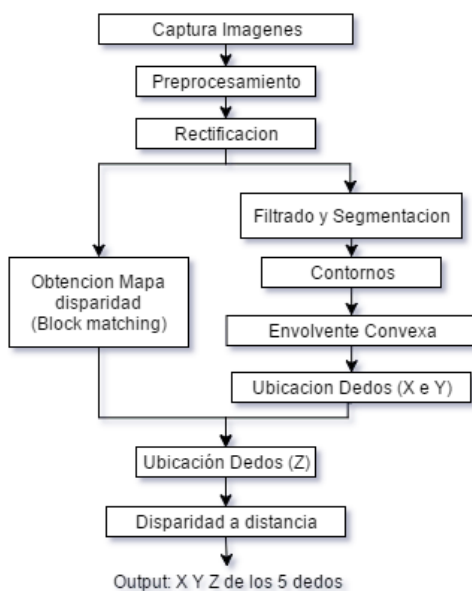 Captura Imagenes
Preprocesamiento
Rectificacion
Filtrado y Segmentacion
Obtencion Mapa
disparidad
(Block matching)
Contornos
Envolvente Convexa
Ubicacion Dedos (X e Y)
Ubicación Dedos (Z)
Disparidad a distancia
Output: X Y Z de los 5 dedos